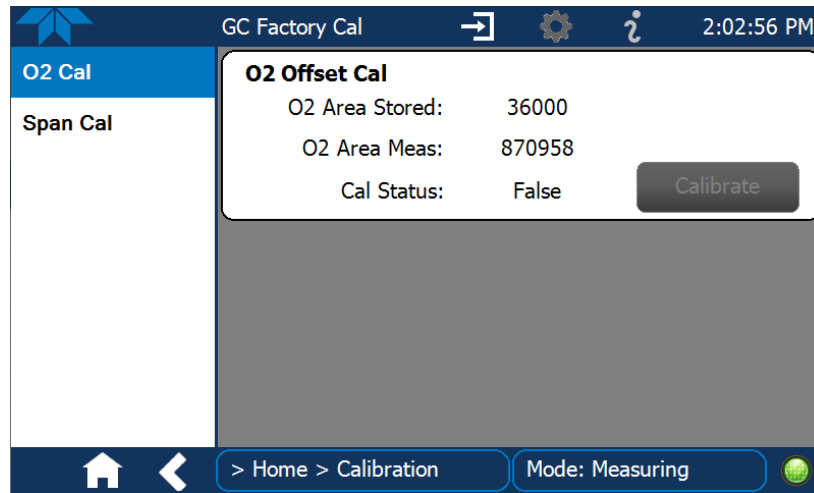 GC Factory Cal 2:02:56 PM
O2 Cal
Span Cal
O2 Offset Cal
O2 Area Stored: 36000
O2 Area Meas: 870958
Cal Status: False
Calibrate
> Home > Calibration
Mode: Measuring